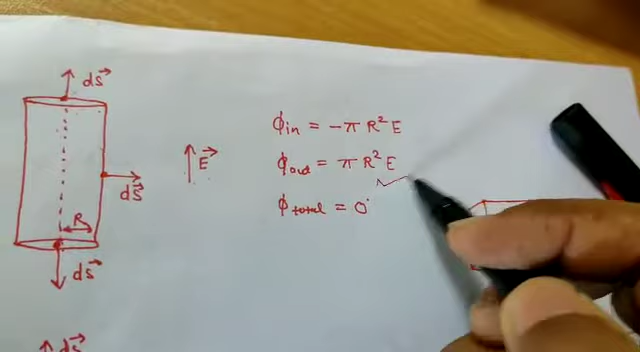 ds⃗
ϕin = -π R² E
E⃗
ϕout = π R² E
ds⃗
ϕtotal = 0
R
ds⃗
ds⃗